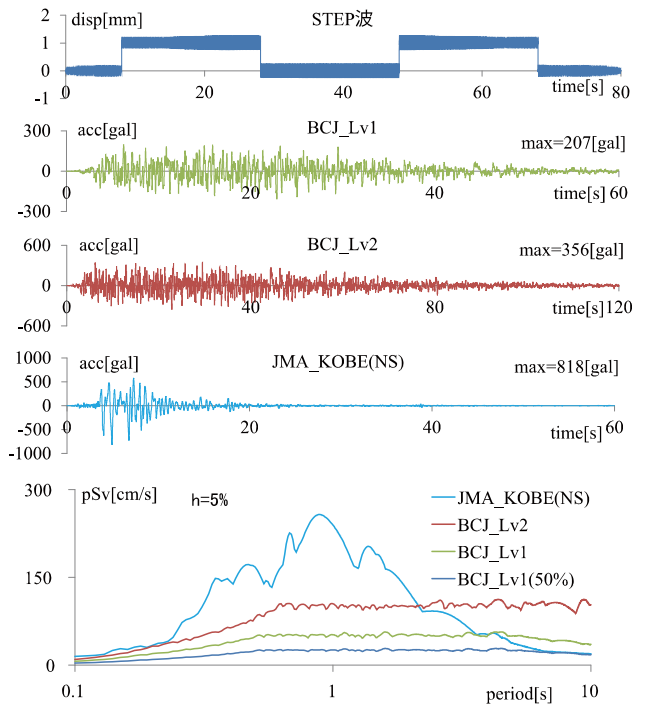 disp[mm]
STEP波
2
1
0
-1
0
20
40
60
80
time[s]
acc[gal]
BCJ_Lv1
max=207[gal]
300
0
-300
0
20
40
60
time[s]
acc[gal]
BCJ_Lv2
max=356[gal]
600
0
-600
0
40
80
120
time[s]
acc[gal]
JMA_KOBE(NS)
max=818[gal]
1000
500
0
-500
-1000
0
20
40
60
time[s]
pSv[cm/s]
h=5%
JMA_KOBE(NS)
BCJ_Lv2
BCJ_Lv1
BCJ_Lv1(50%)
300
150
0
0.1
1
10
period[s]